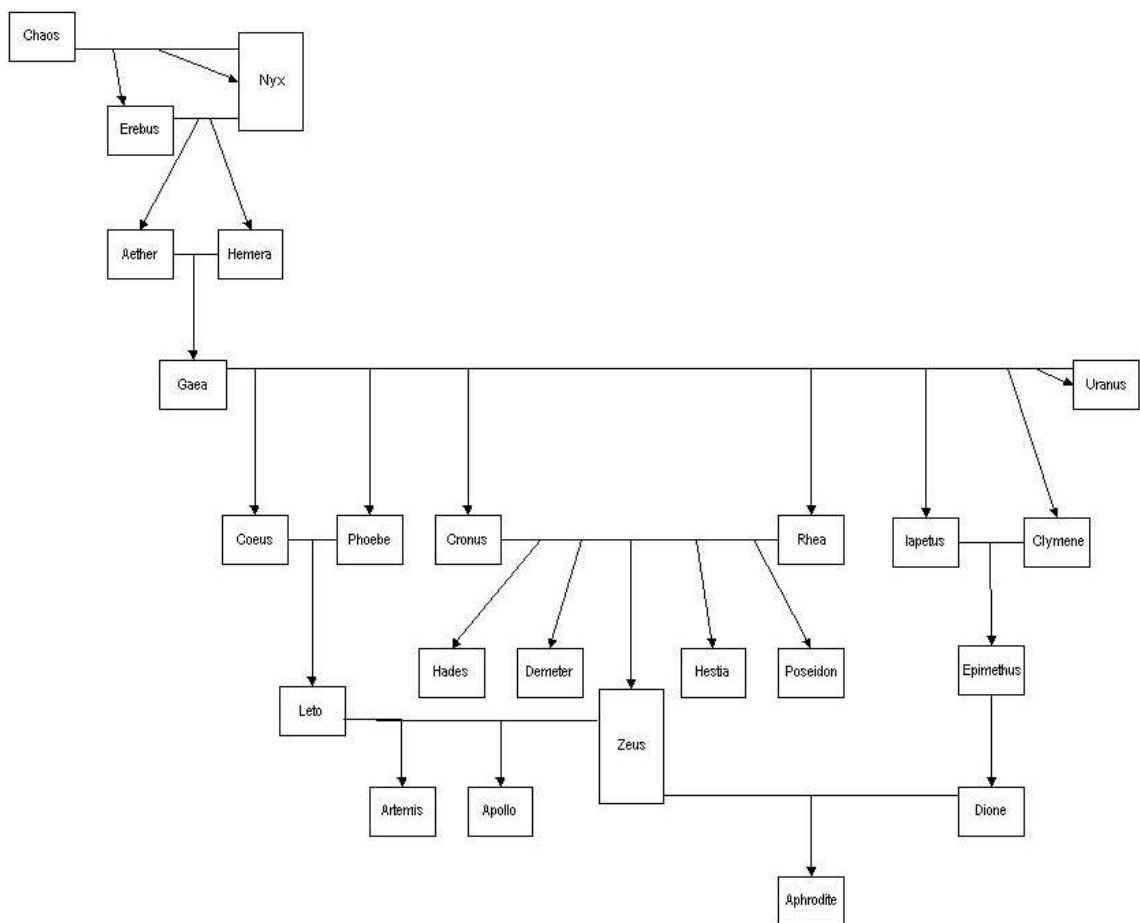 Chaos
Nyx
Erebus
Aether
Hemera
Gaea
Uranus
Coeus
Phoebe
Cronus
Rhea
Iapetus
Clymene
Hades
Demeter
Hestia
Poseidon
Epimethus
Leto
Zeus
Artemis
Apollo
Dione
Aphrodite